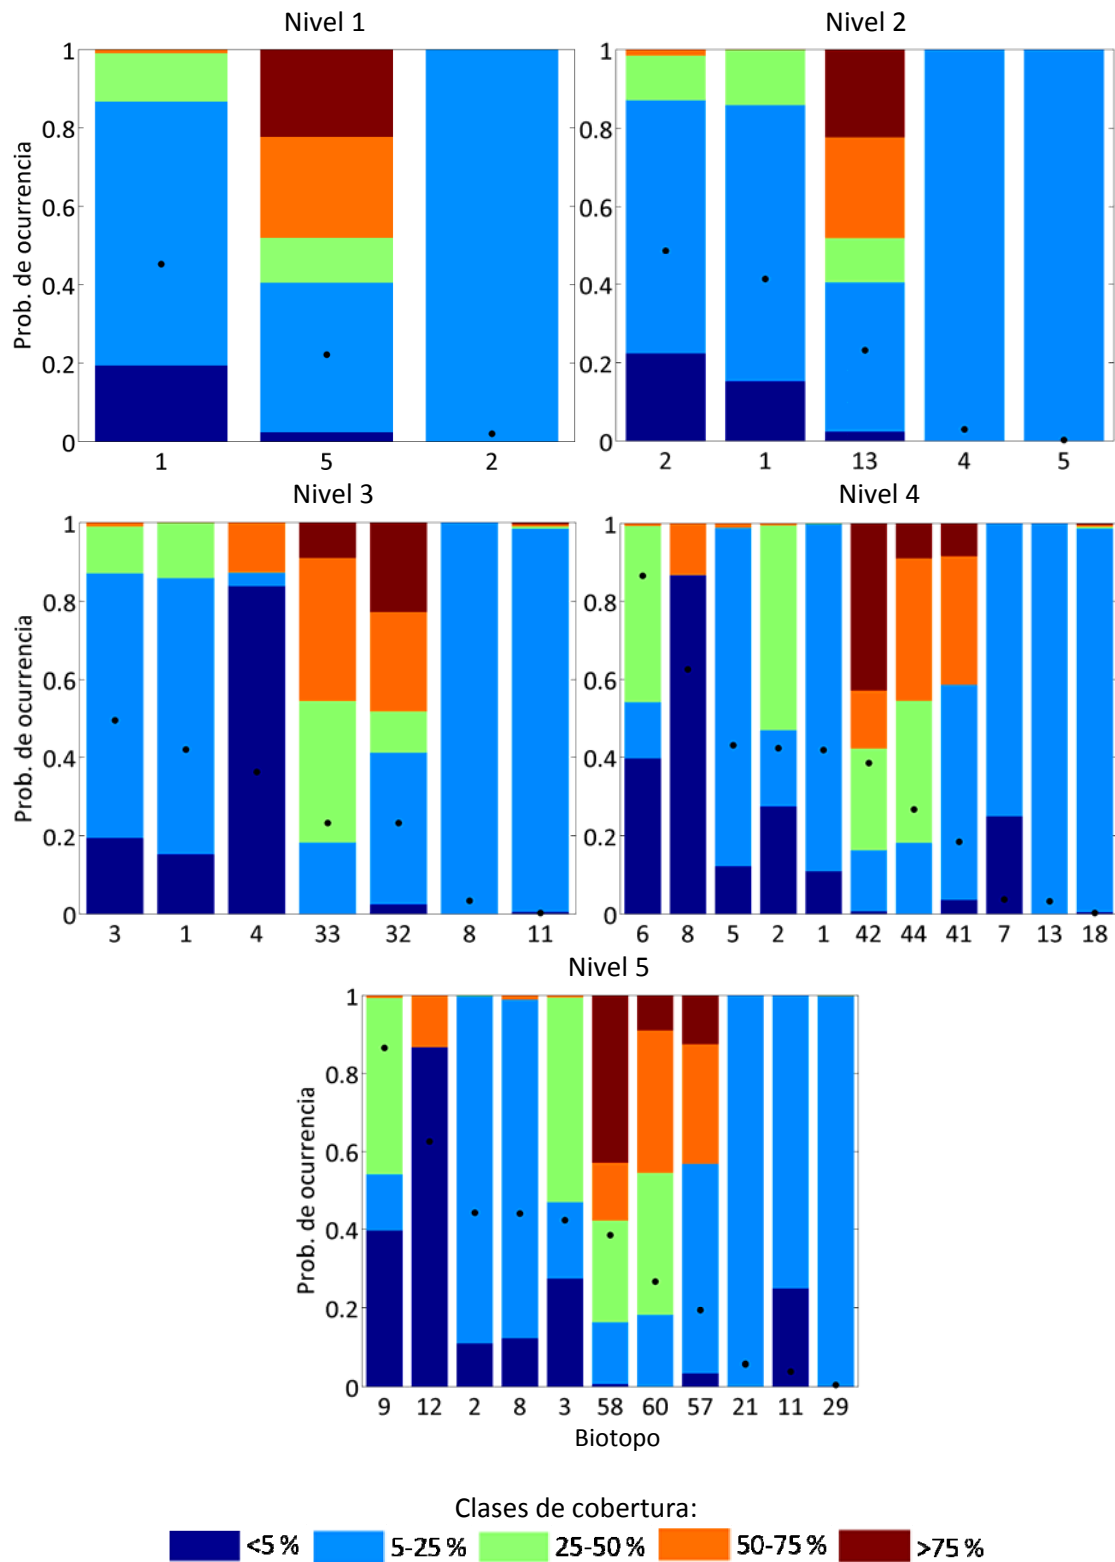 Nivel 1
Prob. de ocurrencia
1
0.8
0.6
0.4
0.2
0
1 5 2
Nivel 2
1
0.8
0.6
0.4
0.2
0
2 1 13 4 5
Nivel 3
Prob. de ocurrencia
1
0.8
0.6
0.4
0.2
0
3 1 4 33 32 8 11
Nivel 4
1
0.8
0.6
0.4
0.2
0
6 8 5 2 1 42 44 41 7 13 18
Nivel 5
Prob. de ocurrencia
1
0.8
0.6
0.4
0.2
0
9 12 2 8 3 58 60 57 21 11 29
Biotopo
Clases de cobertura:
<5 % 5-25 % 25-50 % 50-75 % >75 %